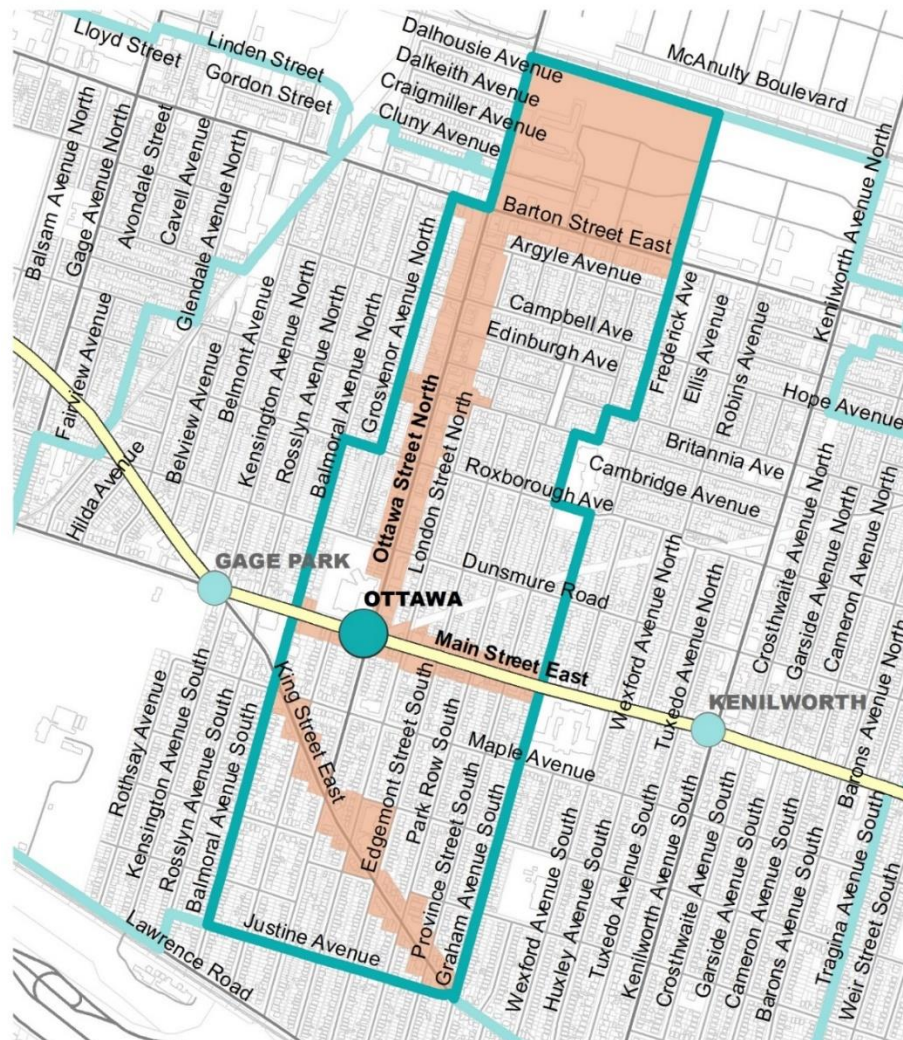 Lloyd Street
Linden Street
Gordon Street
Dalhousie Avenue
Dalkeith Avenue
Craigmiller Avenue
Cluny Avenue
McAnulty Boulevard
Balsam Avenue North
Gage Avenue North
Avondale Street
Cavell Avenue
Glendale Avenue North
Kenilworth Avenue North
Barton Street East
Argyle Avenue
Campbell Ave
Edinburgh Ave
Frederick Ave
Ellis Avenue
Robins Avenue
Hope Avenue
Fairview Avenue
Hilda Avenue
Belview Avenue
Belmont Avenue
Kensington Avenue North
Rosslyn Avenue North
Balmoral Avenue North
Grosvenor Avenue North
Ottawa Street North
London Street North
Roxborough Ave
Britannia Ave
Cambridge Avenue
Dunsmure Road
Wexford Avenue North
Tuxedo Avenue North
Crosthwaite Avenue North
Garside Avenue North
Cameron Avenue North
Barons Avenue North
GAGE PARK
OTTAWA
Main Street East
KENILWORTH
Rothsay Avenue
Kensington Avenue South
Rosslyn Avenue South
Balmoral Avenue South
King Street East
Edgemont Street South
Park Row South
Province Street South
Graham Avenue South
Maple Avenue
Justine Avenue
Lawrence Road
Wexford Avenue South
Huxley Avenue South
Tuxedo Avenue South
Kenilworth Avenue South
Crosthwaite Avenue South
Garside Avenue South
Cameron Avenue South
Barons Avenue South
Tragina Avenue South
Weir Street South